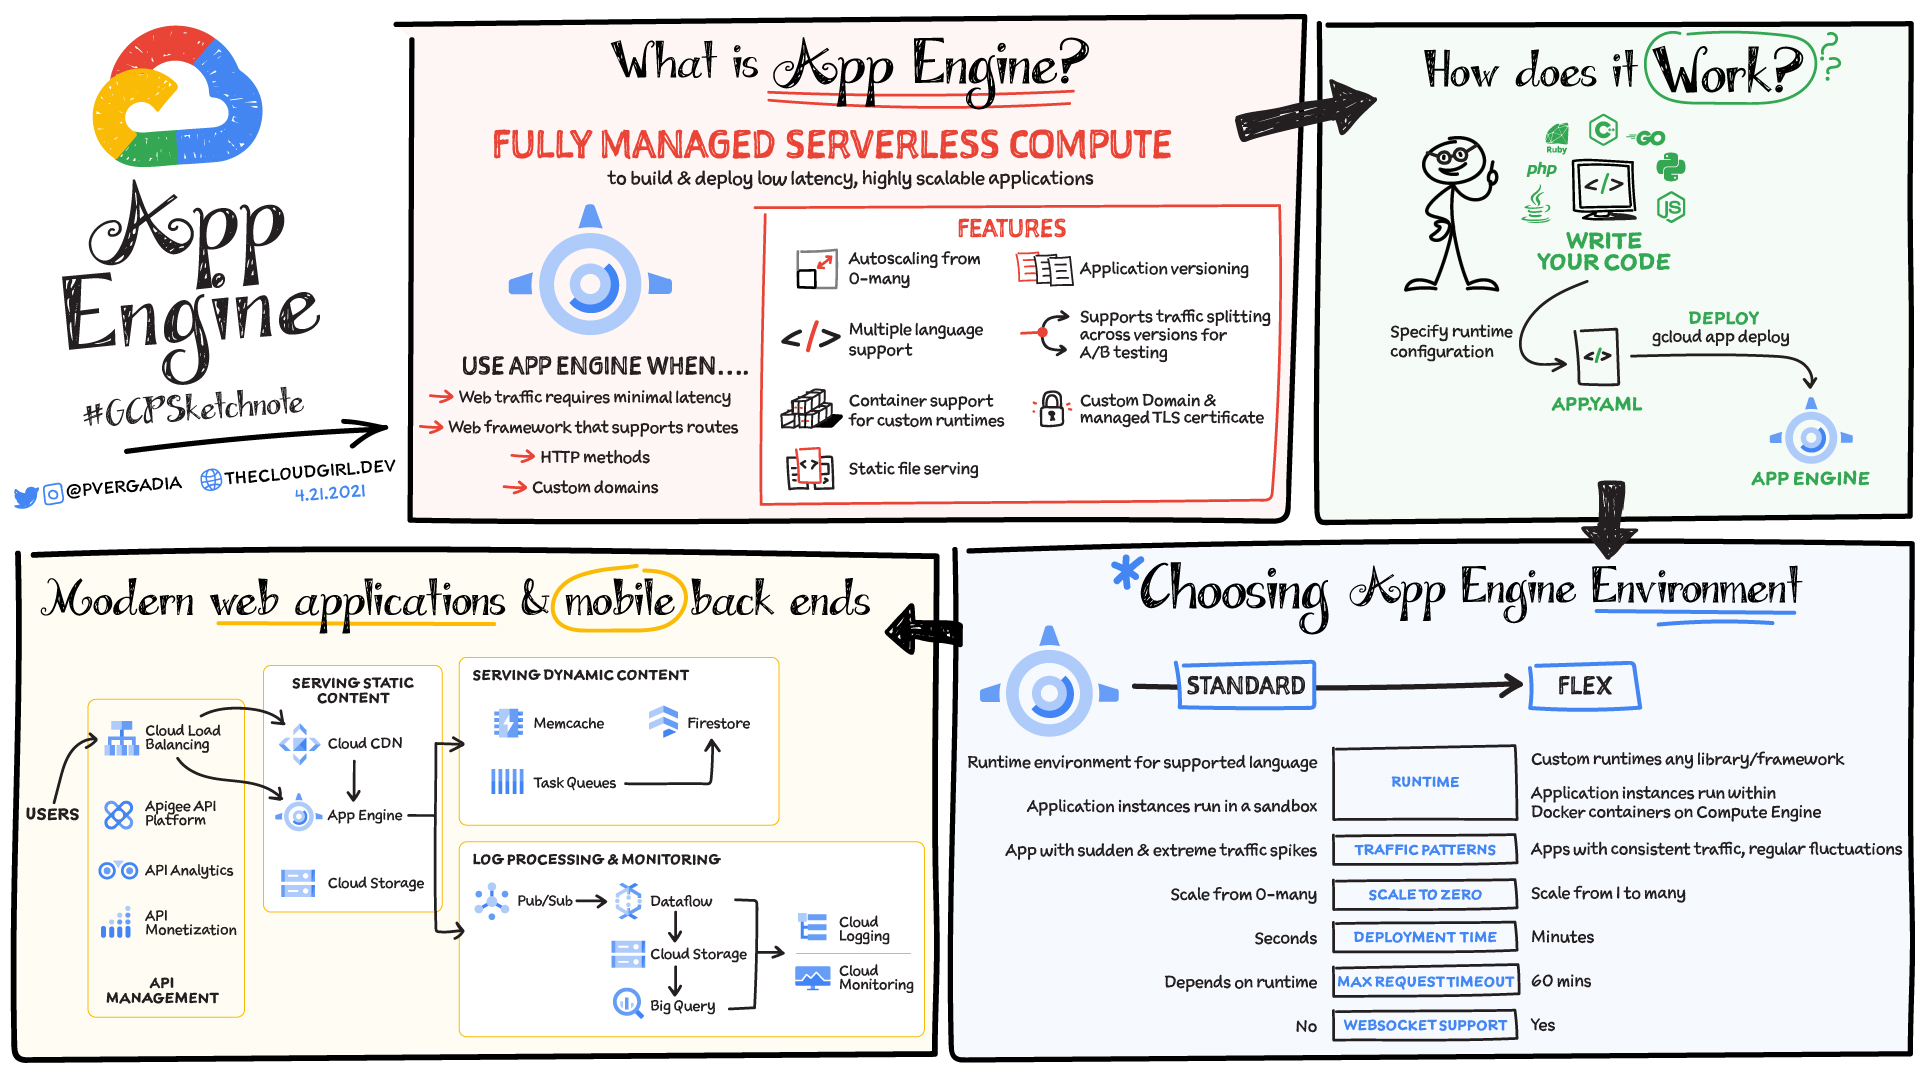 App
Engine
#GCPSketchnote
@PVERGADIA
THECLOUDGIRL.DEV
4.21.2021
What is App Engine?
FULLY MANAGED SERVERLESS COMPUTE
to build & deploy low latency, highly scalable applications
USE APP ENGINE WHEN....
Web traffic requires minimal latency
Web framework that supports routes
HTTP methods
Custom domains
FEATURES
Autoscaling from
0-many
Multiple language
support
Container support
for custom runtimes
Static file serving
Application versioning
Supports traffic splitting
across versions for
A/B testing
Custom Domain &
managed TLS certificate
How does it Work?
??
Ruby
C++
GO
php
JS
</>
WRITE
YOUR CODE
Specify runtime
configuration
</>
APP.YAML
DEPLOY
gcloud app deploy
APP ENGINE
*Choosing App Engine Environment
STANDARD
FLEX
Runtime environment for supported language
Application instances run in a sandbox
RUNTIME
Custom runtimes any library/framework
Application instances run within
Docker containers on Compute Engine
App with sudden & extreme traffic spikes
TRAFFIC PATTERNS
Apps with consistent traffic, regular fluctuations
Scale from 0-many
SCALE TO ZERO
Scale from 1 to many
Seconds
DEPLOYMENT TIME
Minutes
Depends on runtime
MAX REQUEST TIMEOUT
60 mins
No
WEBSOCKET SUPPORT
Yes
Modern web applications & mobile back ends
USERS
Cloud Load
Balancing
Apigee API
Platform
API Analytics
API
Monetization
API
MANAGEMENT
SERVING STATIC
CONTENT
Cloud CDN
App Engine
Cloud Storage
SERVING DYNAMIC CONTENT
Memcache
Firestore
Task Queues
LOG PROCESSING & MONITORING
Pub/Sub
Dataflow
Cloud Storage
Big Query
Cloud
Logging
Cloud
Monitoring